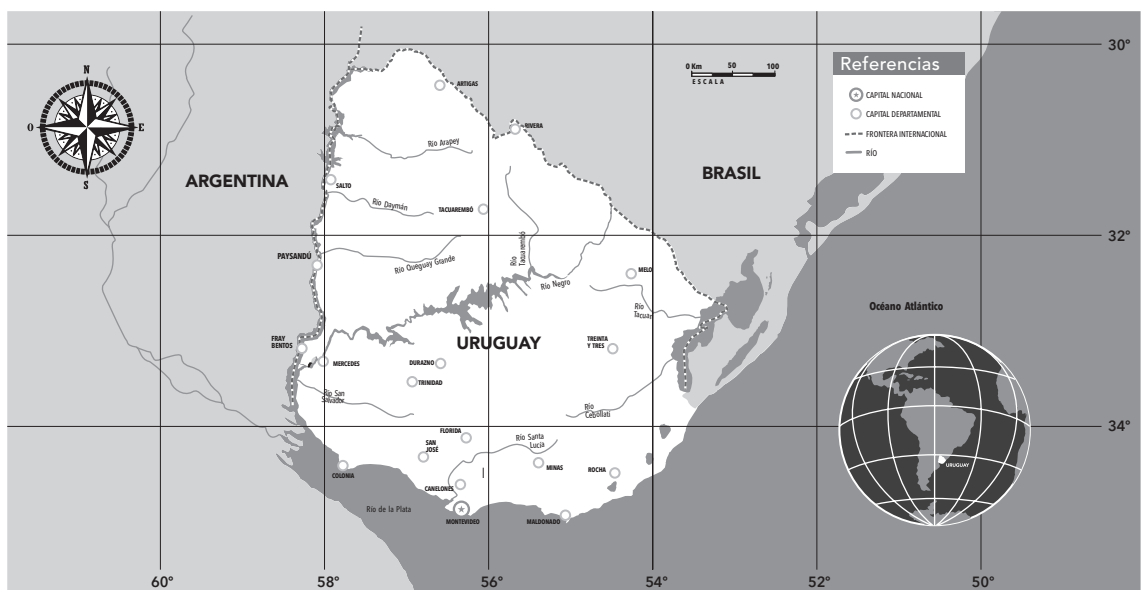 30°
N
O
E
S
0 Km 50 100
ESCALA
Referencias
CAPITAL NACIONAL
CAPITAL DEPARTAMENTAL
FRONTERA INTERNACIONAL
RÍO
ARTIGAS
RIVERA
Río Arapey
ARGENTINA
BRASIL
SALTO
Río Daymán
TACUAREMBÓ
32°
PAYSANDÚ
Río
Tacuarembó
Río Queguay Grande
MELO
Río Negro
Río
Tacuar
Océano Atlántico
FRAY
BENTOS
URUGUAY
TREINTA
Y TRES
MERCEDES
DURAZNO
TRINIDAD
Río San
Salvador
Río
Cebollatí
34°
FLORIDA
SAN
JOSÉ
Río Santa
Lucía
COLONIA
MINAS
ROCHA
URUGUAY
CANELONES
Río de la Plata
MONTEVIDEO
MALDONADO
60°
58°
56°
54°
52°
50°